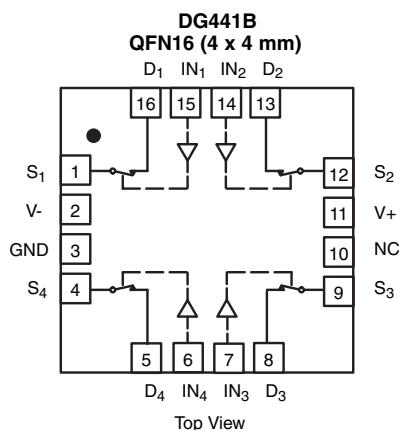 DG441B
QFN16 (4 x 4 mm)
D1 IN1 IN2 D2
16 15 14 13
S1 1 12 S2
V- 2 11 V+
GND 3 10 NC
S4 4 9 S3
5 6 7 8
D4 IN4 IN3 D3
Top View